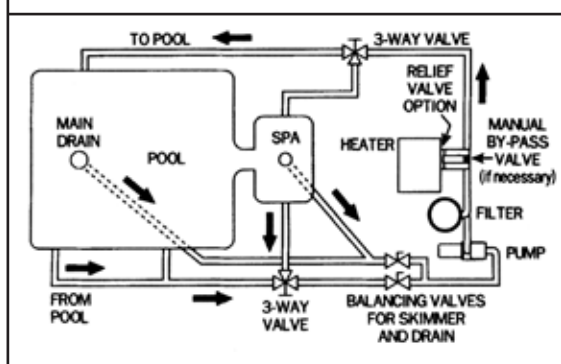 TO POOL
3-WAY VALVE
RELIEF
VALVE
OPTION
MAIN
DRAIN
POOL
SPA
HEATER
MANUAL
BY-PASS
VALVE
(if necessary)
FILTER
PUMP
FROM
POOL
3-WAY
VALVE
BALANCING VALVES
FOR SKIMMER
AND DRAIN